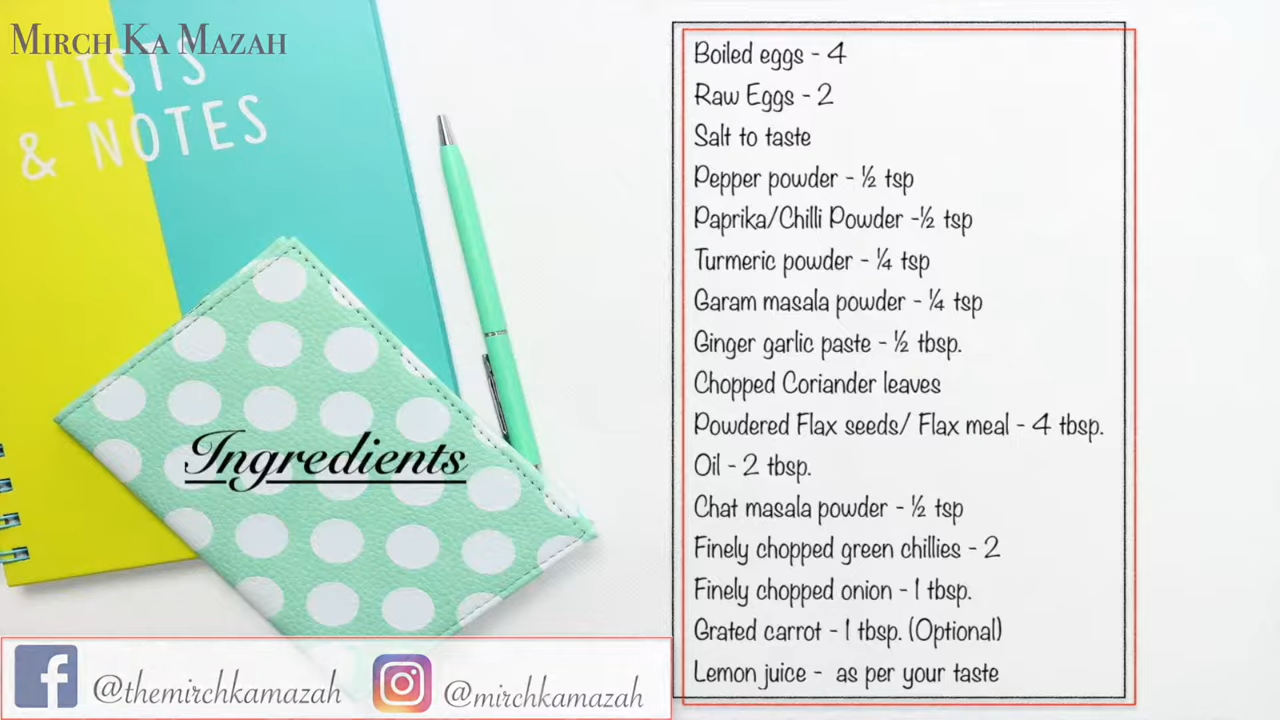 MIRCH KA MAZAH
LISTS
& NOTES
Ingredients
Boiled eggs - 4
Raw Eggs - 2
Salt to taste
Pepper powder - ½ tsp
Paprika/Chilli Powder -½ tsp
Turmeric powder - ¼ tsp
Garam masala powder - ¼ tsp
Ginger garlic paste - ½ tbsp.
Chopped Coriander leaves
Powdered Flax seeds/ Flax meal - 4 tbsp.
Oil - 2 tbsp.
Chat masala powder - ½ tsp
Finely chopped green chillies - 2
Finely chopped onion - 1 tbsp.
Grated carrot - 1 tbsp. (Optional)
Lemon juice -  as per your taste
@themirchkamazah
@mirchkamazah